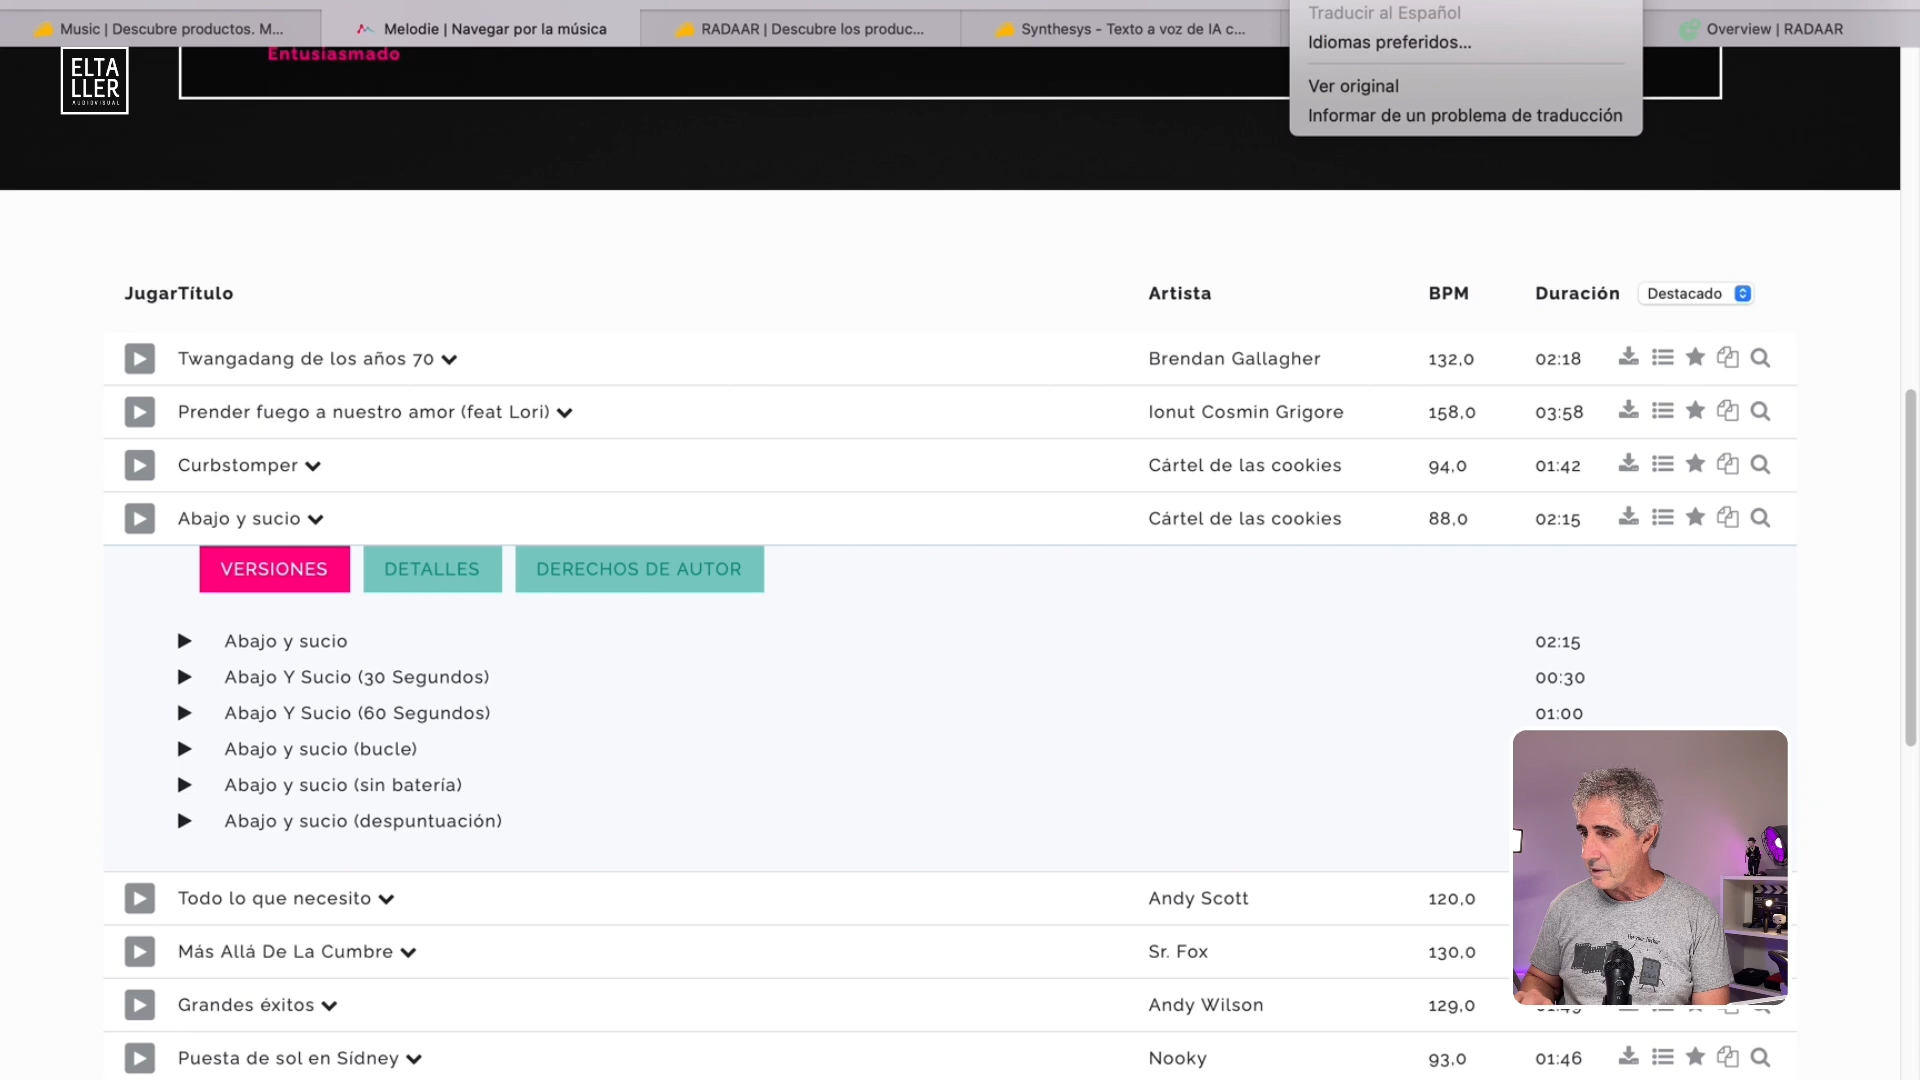 Music | Descubre productos. M...
Melodie | Navegar por la música
RADAAR | Descubre los produc...
Synthesys - Texto a voz de IA c...
Overview | RADAAR
Traducir al Español
Idiomas preferidos...
Ver original
Informar de un problema de traducción
ELTA
LLER
AUDIOVISUAL
Entusiasmado
Jugar Título Artista BPM Duración Destacado
Twangadang de los años 70 Brendan Gallagher 132,0 02:18
Prender fuego a nuestro amor (feat Lori) Ionut Cosmin Grigore 158,0 03:58
Curbstomper Cártel de las cookies 94,0 01:42
Abajo y sucio Cártel de las cookies 88,0 02:15
VERSIONES DETALLES DERECHOS DE AUTOR
Abajo y sucio 02:15
Abajo Y Sucio (30 Segundos) 00:30
Abajo Y Sucio (60 Segundos) 01:00
Abajo y sucio (bucle)
Abajo y sucio (sin batería)
Abajo y sucio (despuntuación)
Todo lo que necesito Andy Scott 120,0
Más Allá De La Cumbre Sr. Fox 130,0
Grandes éxitos Andy Wilson 129,0
Puesta de sol en Sídney Nooky 93,0 01:46